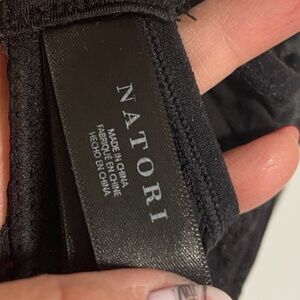 NATORI
MADE IN CHINA
FABRIQUÉ EN CHINE
HECHO EN CHINA